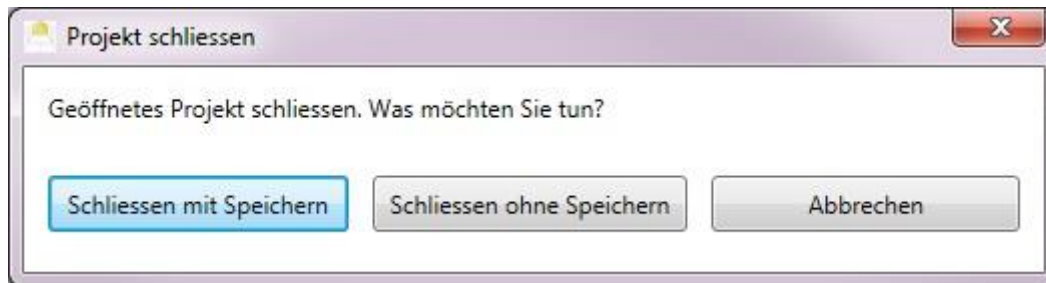 Projekt schliessen
Geöffnetes Projekt schliessen. Was möchten Sie tun?
Schliessen mit Speichern
Schliessen ohne Speichern
Abbrechen